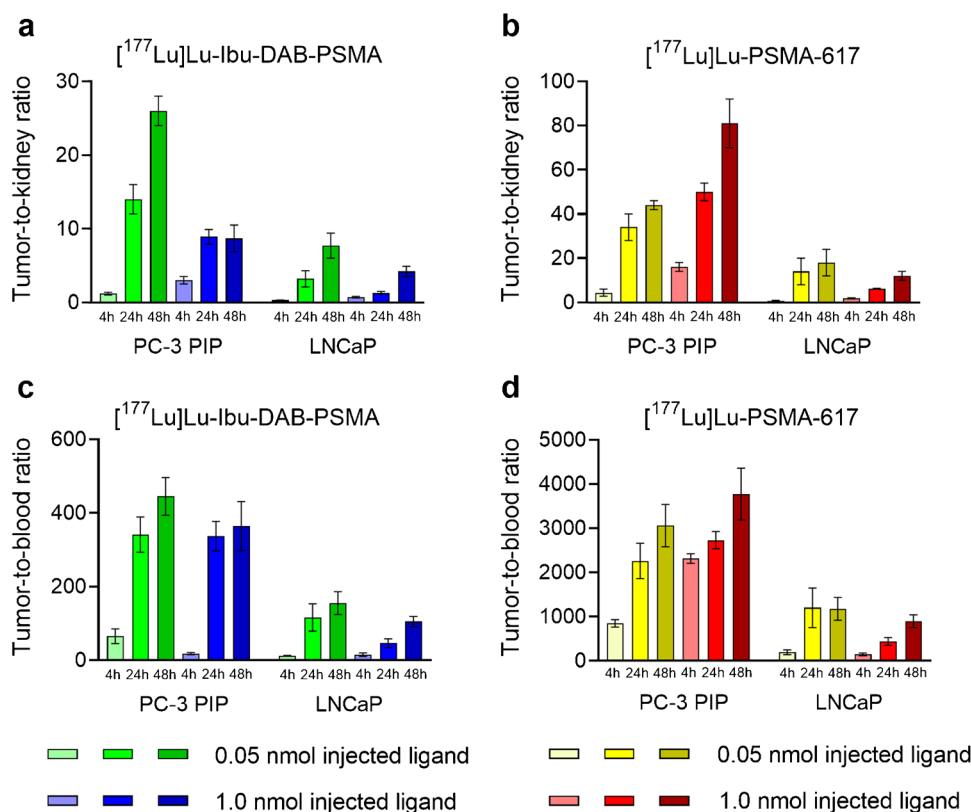 a
[¹⁷⁷Lu]Lu-Ibu-DAB-PSMA
Tumor-to-kidney ratio
30
20
10
0
4h 24h 48h 4h 24h 48h 4h 24h 48h 4h 24h 48h
PC-3 PIP LNCaP
b
[¹⁷⁷Lu]Lu-PSMA-617
Tumor-to-kidney ratio
100
80
60
40
20
0
4h 24h 48h 4h 24h 48h 4h 24h 48h 4h 24h 48h
PC-3 PIP LNCaP
c
[¹⁷⁷Lu]Lu-Ibu-DAB-PSMA
Tumor-to-blood ratio
600
400
200
0
4h 24h 48h 4h 24h 48h 4h 24h 48h 4h 24h 48h
PC-3 PIP LNCaP
d
[¹⁷⁷Lu]Lu-PSMA-617
Tumor-to-blood ratio
5000
4000
3000
2000
1000
0
4h 24h 48h 4h 24h 48h 4h 24h 48h 4h 24h 48h
PC-3 PIP LNCaP
0.05 nmol injected ligand
1.0 nmol injected ligand
0.05 nmol injected ligand
1.0 nmol injected ligand